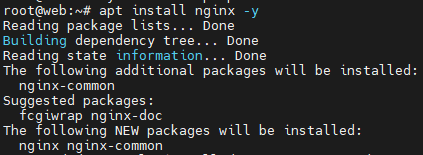 root@web:~# apt install nginx -y
Reading package lists... Done
Building dependency tree... Done
Reading state information... Done
The following additional packages will be installed:
  nginx-common
Suggested packages:
  fcgiwrap nginx-doc
The following NEW packages will be installed:
  nginx nginx-common